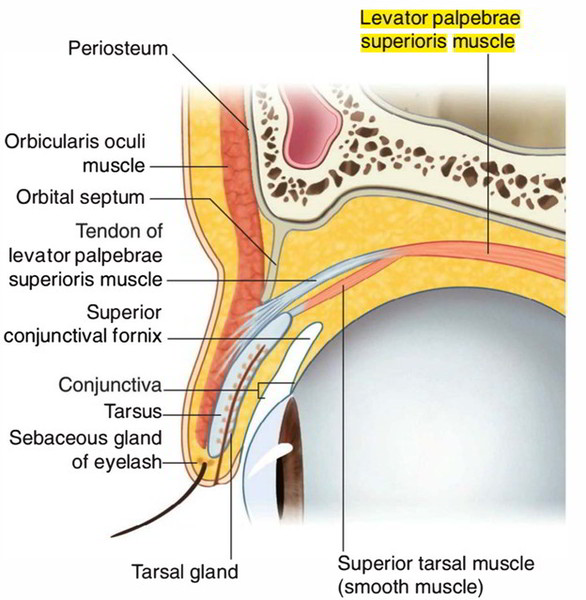 Levator palpebrae
superioris muscle
Periosteum
Orbicularis oculi
muscle
Orbital septum
Tendon of
levator palpebrae
superioris muscle
Superior
conjunctival fornix
Conjunctiva
Tarsus
Sebaceous gland
of eyelash
Tarsal gland
Superior tarsal muscle
(smooth muscle)